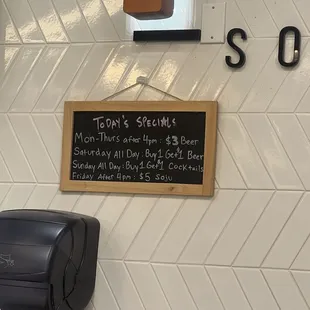 SO
TODAY'S SPECIALS
Mon-Thurs after 4pm: $3 Beer
Saturday All Day: Buy 1 Get $1 Beer
Sunday All Day: Buy 1 Get $1 Cocktails
Friday After 4pm: $5 Soju